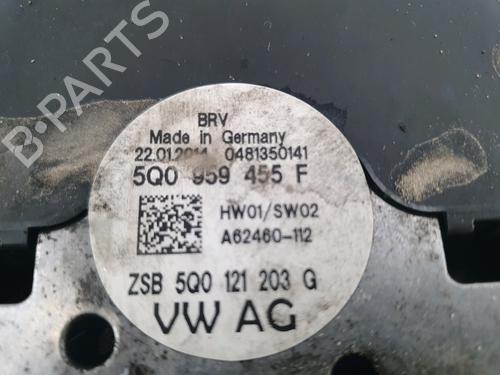 BRV
Made in Germany
22.01.2014 0481350141
5Q0 959 455 F
HW01/SW02
A62460-112
ZSB 5Q0 121 203 G
VW AG
B-PARTS